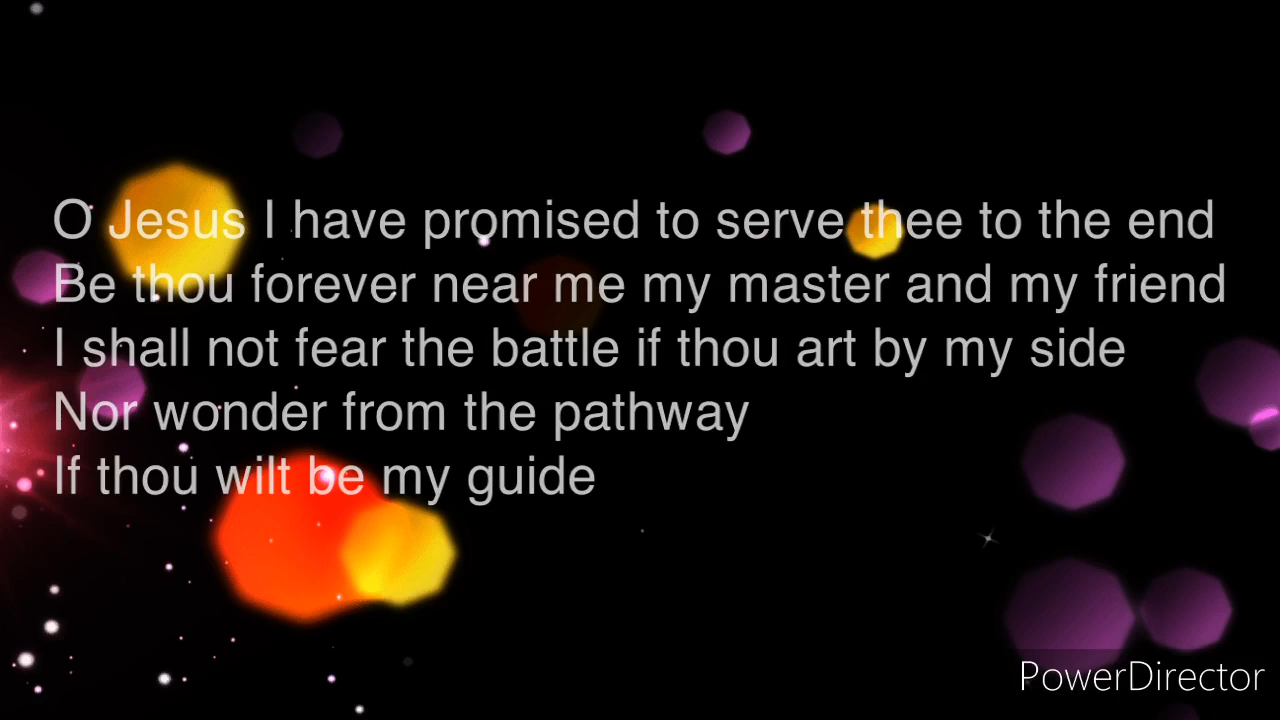 O Jesus I have promised to serve thee to the end
Be thou forever near me my master and my friend
I shall not fear the battle if thou art by my side
Nor wonder from the pathway
If thou wilt be my guide
PowerDirector